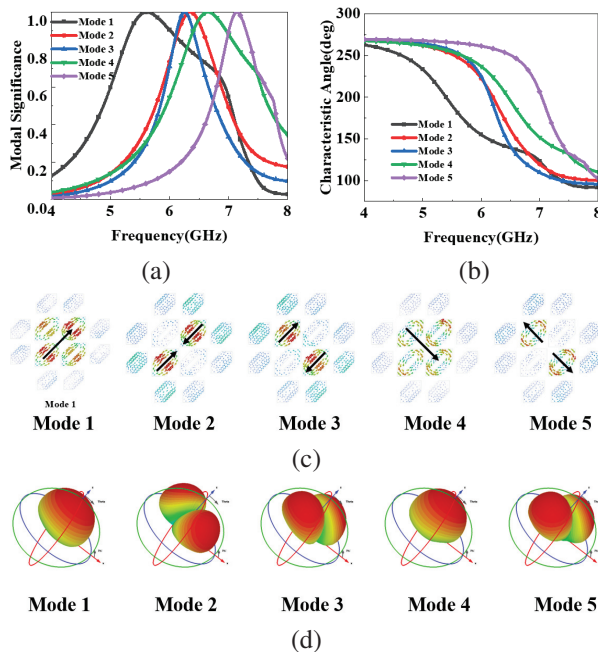 1.0
0.8
0.6
0.4
0.2
0.0
Modal Significance
Mode 1
Mode 2
Mode 3
Mode 4
Mode 5
4 5 6 7 8
Frequency(GHz)
(a)
300
250
200
150
100
Characteristic Angle(deg)
Mode 1
Mode 2
Mode 3
Mode 4
Mode 5
4 5 6 7 8
Frequency(GHz)
(b)
Mode 1
Mode 1 Mode 2 Mode 3 Mode 4 Mode 5
(c)
Mode 1 Mode 2 Mode 3 Mode 4 Mode 5
(d)